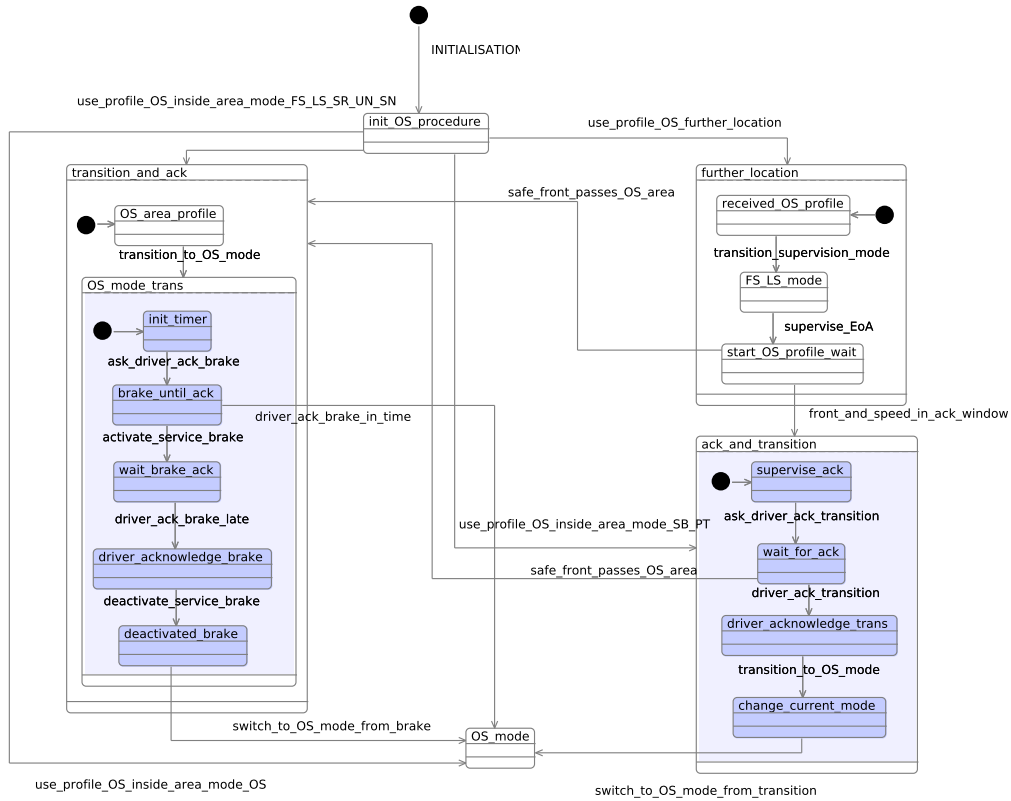 INITIALISATION
use_profile_OS_inside_area_mode_FS_LS_SR_UN_SN
init_OS_procedure
use_profile_OS_further_location
transition_and_ack
further_location
safe_front_passes_OS_area
OS_area_profile
received_OS_profile
transition_to_OS_mode
transition_supervision_mode
OS_mode_trans
FS_LS_mode
init_timer
supervise_EoA
ask_driver_ack_brake
start_OS_profile_wait
brake_until_ack
driver_ack_brake_in_time
front_and_speed_in_ack_window
activate_service_brake
ack_and_transition
wait_brake_ack
supervise_ack
driver_ack_brake_late
ask_driver_ack_transition
use_profile_OS_inside_area_mode_SB_PT
driver_acknowledge_brake
wait_for_ack
safe_front_passes_OS_area
deactivate_service_brake
driver_ack_transition
deactivated_brake
driver_acknowledge_trans
transition_to_OS_mode
change_current_mode
switch_to_OS_mode_from_brake
OS_mode
use_profile_OS_inside_area_mode_OS
switch_to_OS_mode_from_transition